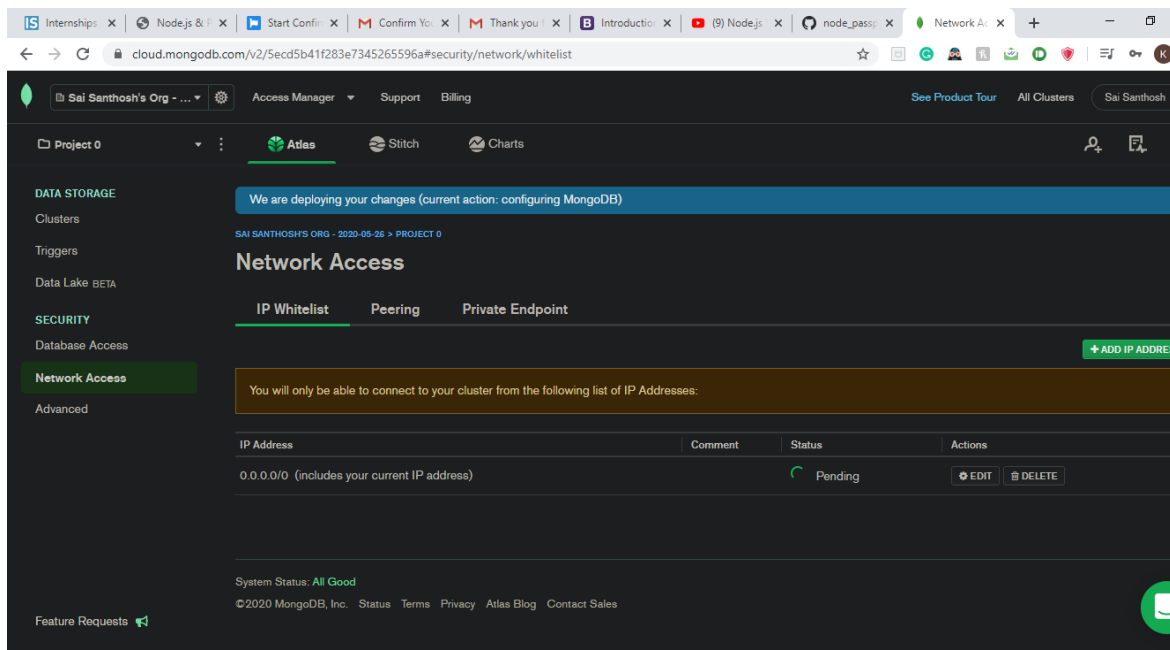 Internships
Node.js & P
Start Confir
Confirm You
Thank you f
Introduction
(9) Node.js
node_passp
Network Ac
cloud.mongodb.com/v2/5ecd5b41f283e7345265596a#security/network/whitelist
Sai Santhosh's Org - ...
Access Manager
Support
Billing
See Product Tour
All Clusters
Sai Santhosh
Project 0
Atlas
Stitch
Charts
DATA STORAGE
Clusters
Triggers
Data Lake BETA
SECURITY
Database Access
Network Access
Advanced
Feature Requests
We are deploying your changes (current action: configuring MongoDB)
SAI SANTHOSH'S ORG - 2020-05-26 > PROJECT 0
Network Access
IP Whitelist
Peering
Private Endpoint
+ ADD IP ADDRE
You will only be able to connect to your cluster from the following list of IP Addresses:
IP Address
Comment
Status
Actions
0.0.0.0/0 (includes your current IP address)
Pending
EDIT
DELETE
System Status: All Good
©2020 MongoDB, Inc. Status Terms Privacy Atlas Blog Contact Sales